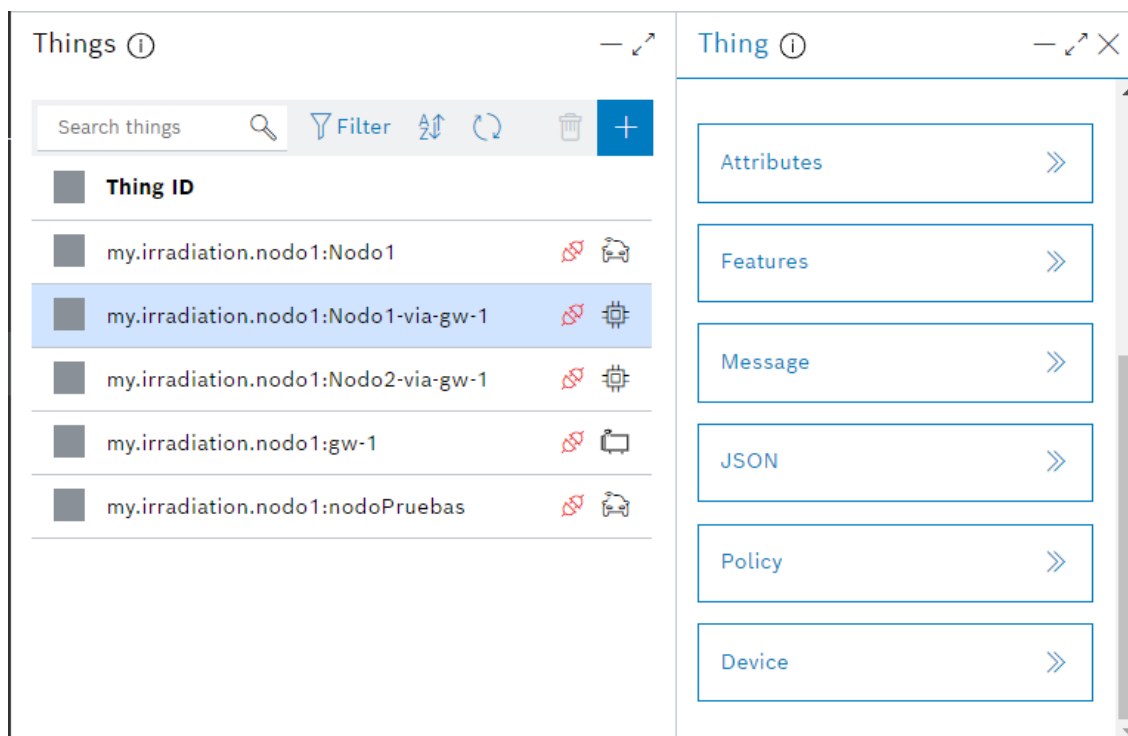 Things
Search things
Filter
Thing ID
my.irradiation.nodo1:Nodo1
my.irradiation.nodo1:Nodo1-via-gw-1
my.irradiation.nodo1:Nodo2-via-gw-1
my.irradiation.nodo1:gw-1
my.irradiation.nodo1:nodoPruebas
Thing
Attributes
Features
Message
JSON
Policy
Device